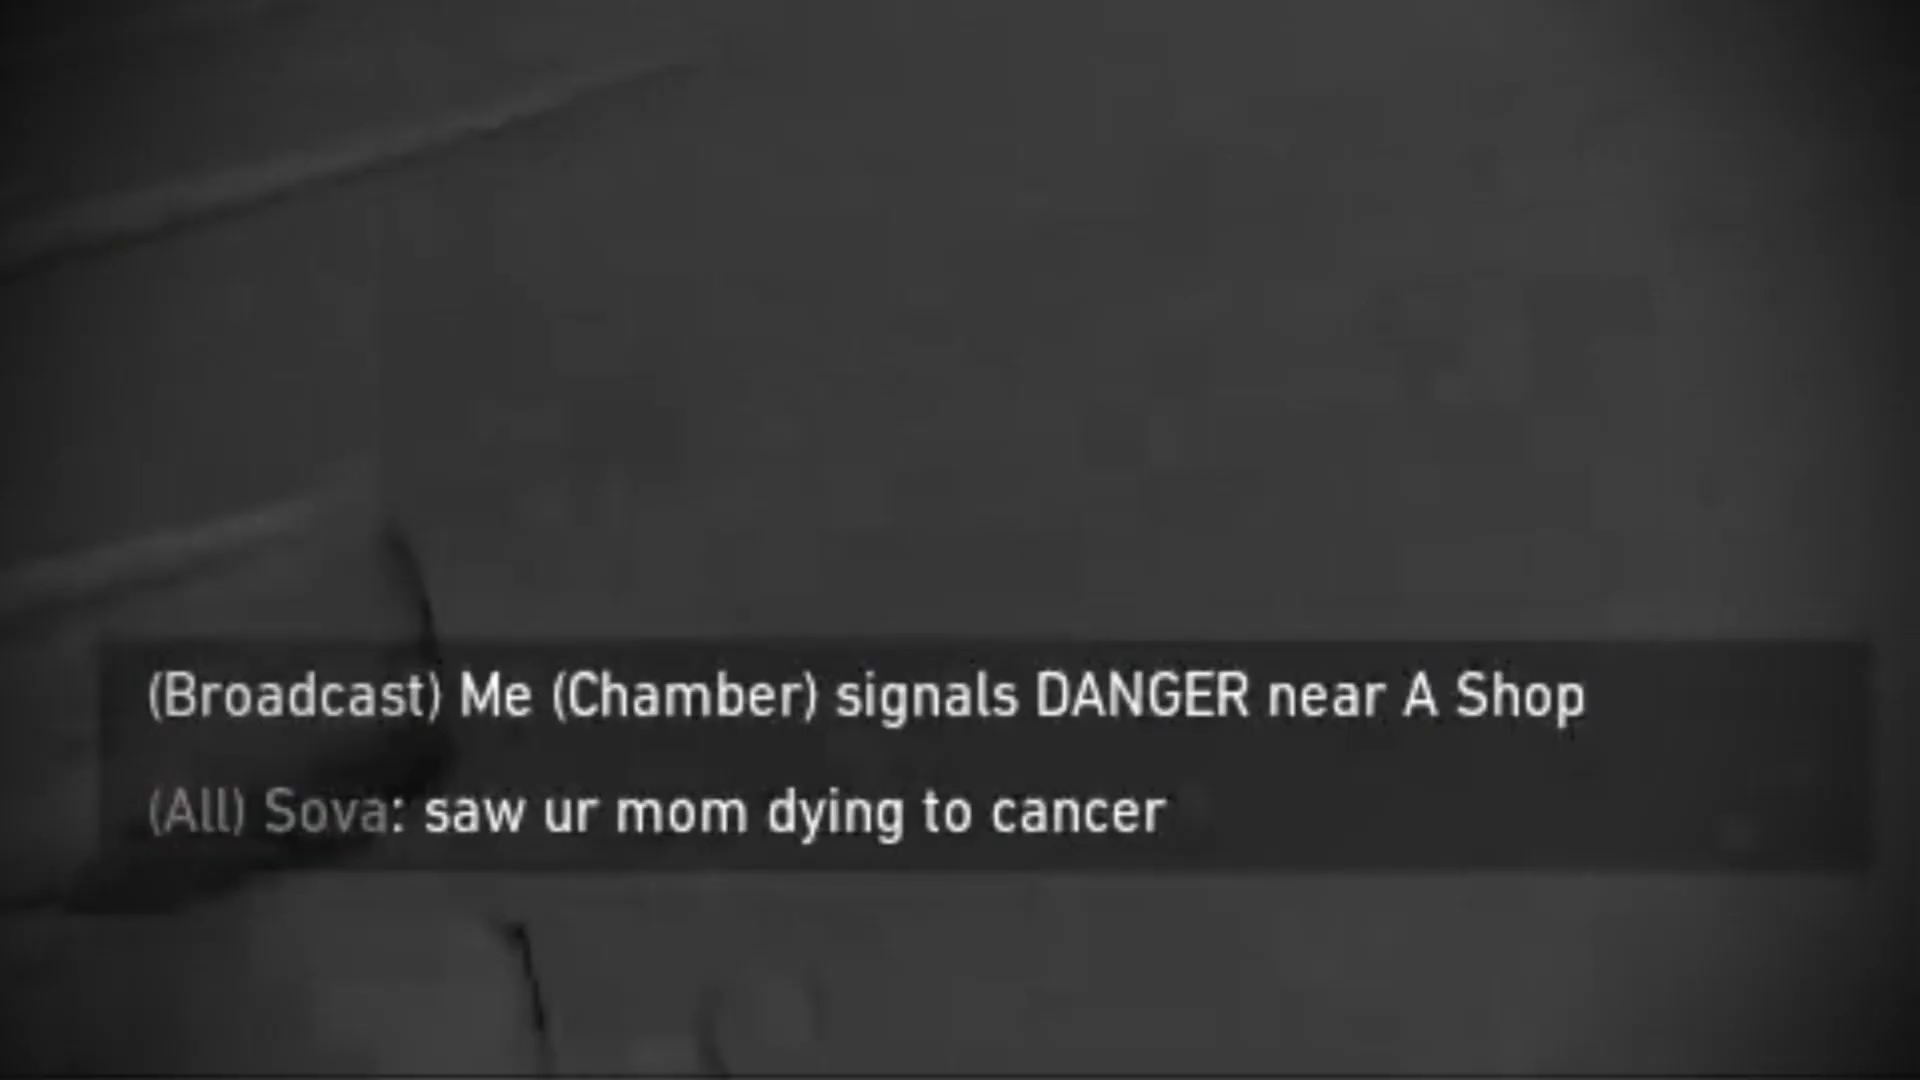 (Broadcast) Me (Chamber) signals DANGER near A Shop
(All) Sova: saw ur mom dying to cancer